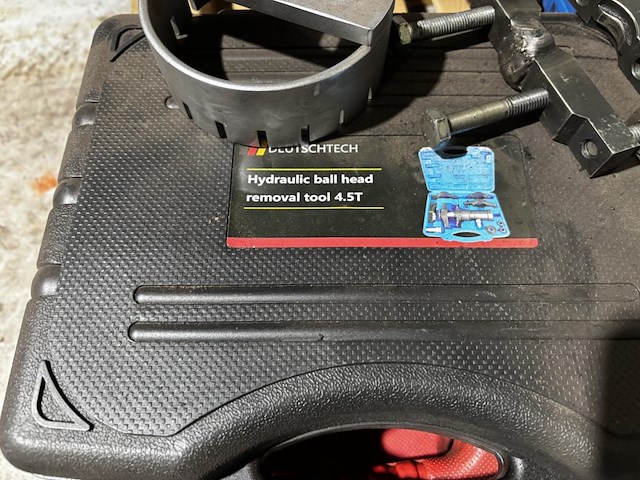 DEUTSCHTECH
Hydraulic ball head
removal tool 4.5T